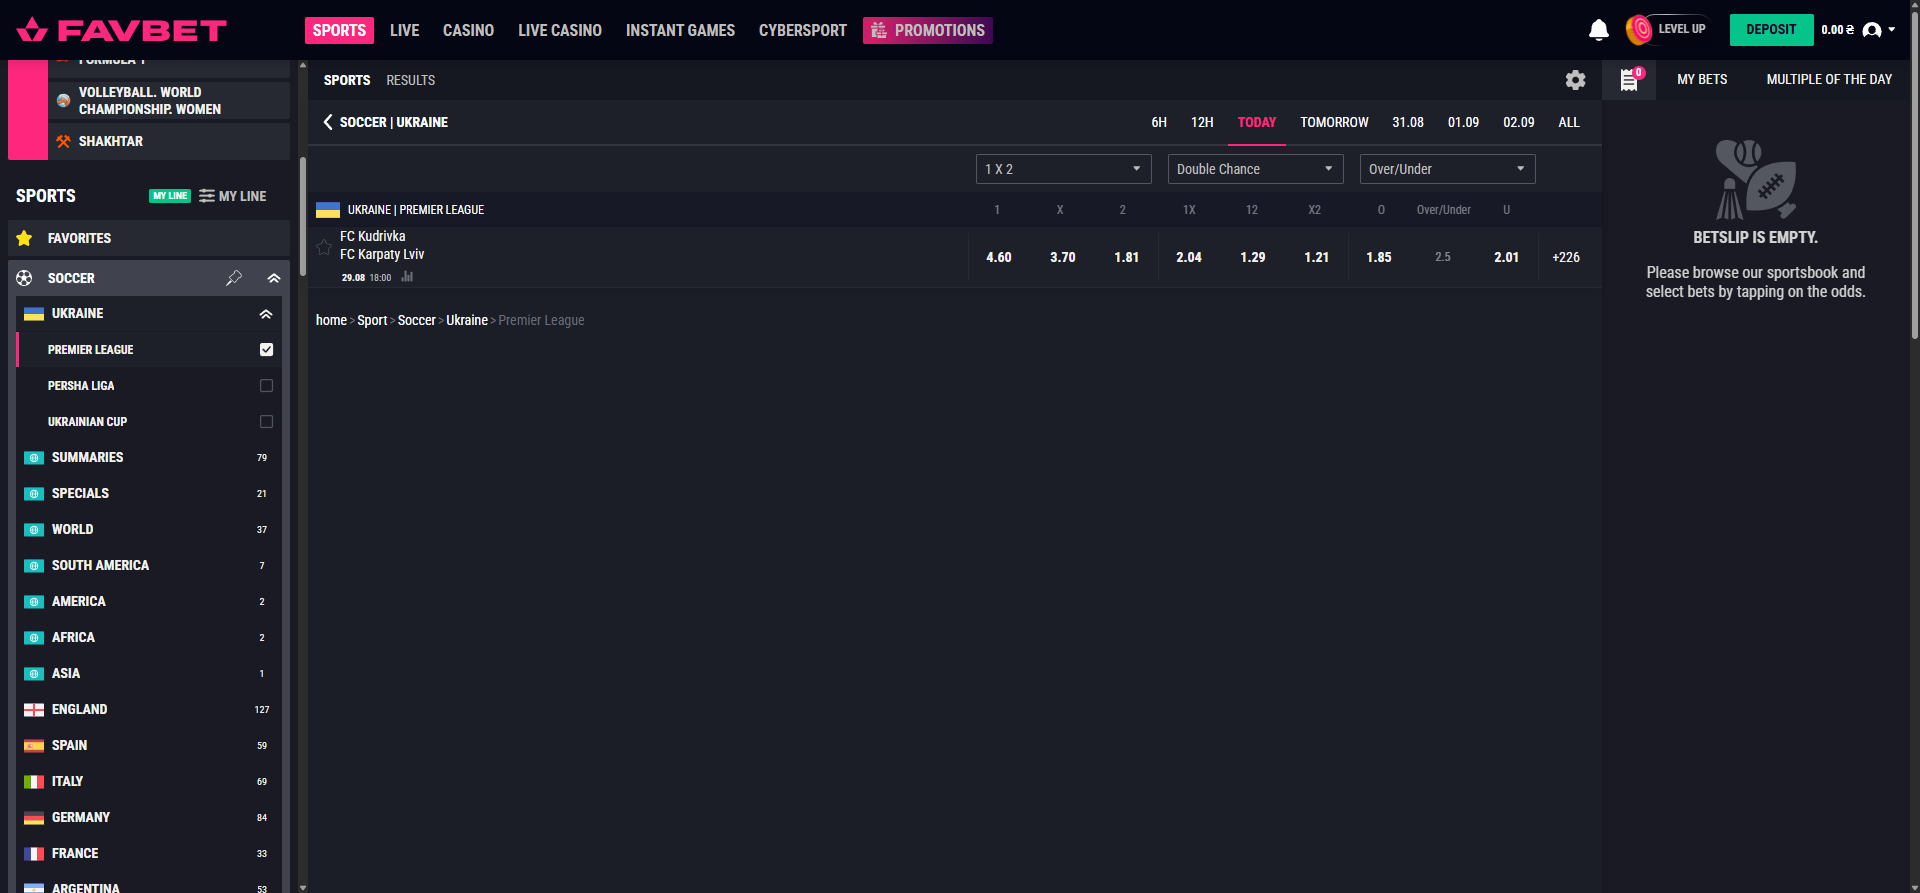 FAVBET
SPORTS
LIVE
CASINO
LIVE CASINO
INSTANT GAMES
CYBERSPORT
PROMOTIONS
LEVEL UP
DEPOSIT
0.00 ₴
FORMULA 1
VOLLEYBALL. WORLD
CHAMPIONSHIP. WOMEN
SHAKHTAR
SPORTS
MY LINE
MY LINE
FAVORITES
SOCCER
UKRAINE
PREMIER LEAGUE
PERSHA LIGA
UKRAINIAN CUP
SUMMARIES 79
SPECIALS 21
WORLD 37
SOUTH AMERICA 7
AMERICA 2
AFRICA 2
ASIA 1
ENGLAND 127
SPAIN 59
ITALY 69
GERMANY 84
FRANCE 33
ARGENTINA 53
SPORTS RESULTS
SOCCER | UKRAINE
6H 12H TODAY TOMORROW 31.08 01.09 02.09 ALL
1 X 2
Double Chance
Over/Under
UKRAINE | PREMIER LEAGUE
1 X 2 1X 12 X2 O Over/Under U
FC Kudrivka
FC Karpaty Lviv
29.08 18:00
4.60 3.70 1.81 2.04 1.29 1.21 1.85 2.5 2.01 +226
home > Sport > Soccer > Ukraine > Premier League
0
MY BETS
MULTIPLE OF THE DAY
BETSLIP IS EMPTY.
Please browse our sportsbook and
select bets by tapping on the odds.